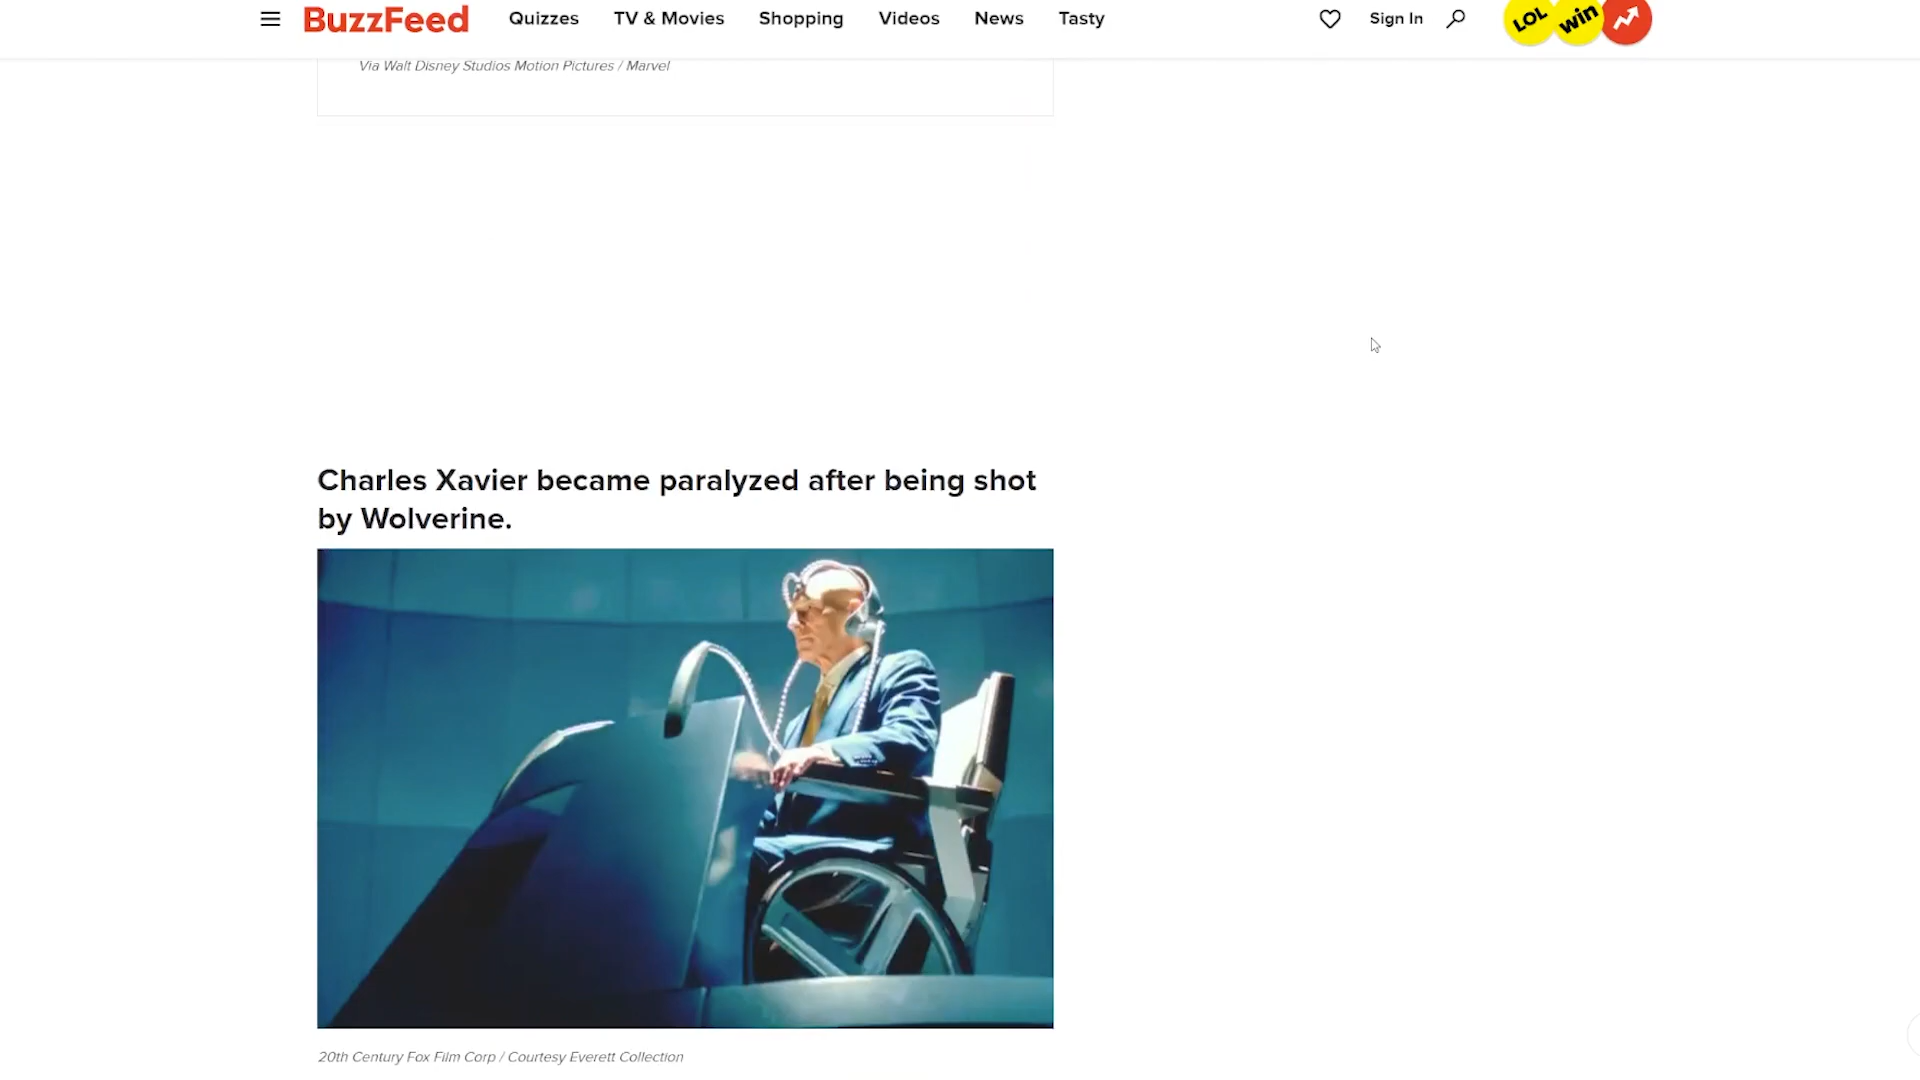 BuzzFeed
Quizzes
TV & Movies
Shopping
Videos
News
Tasty
Sign In
LOL
win
Via Walt Disney Studios Motion Pictures / Marvel
Charles Xavier became paralyzed after being shot
by Wolverine.
20th Century Fox Film Corp / Courtesy Everett Collection